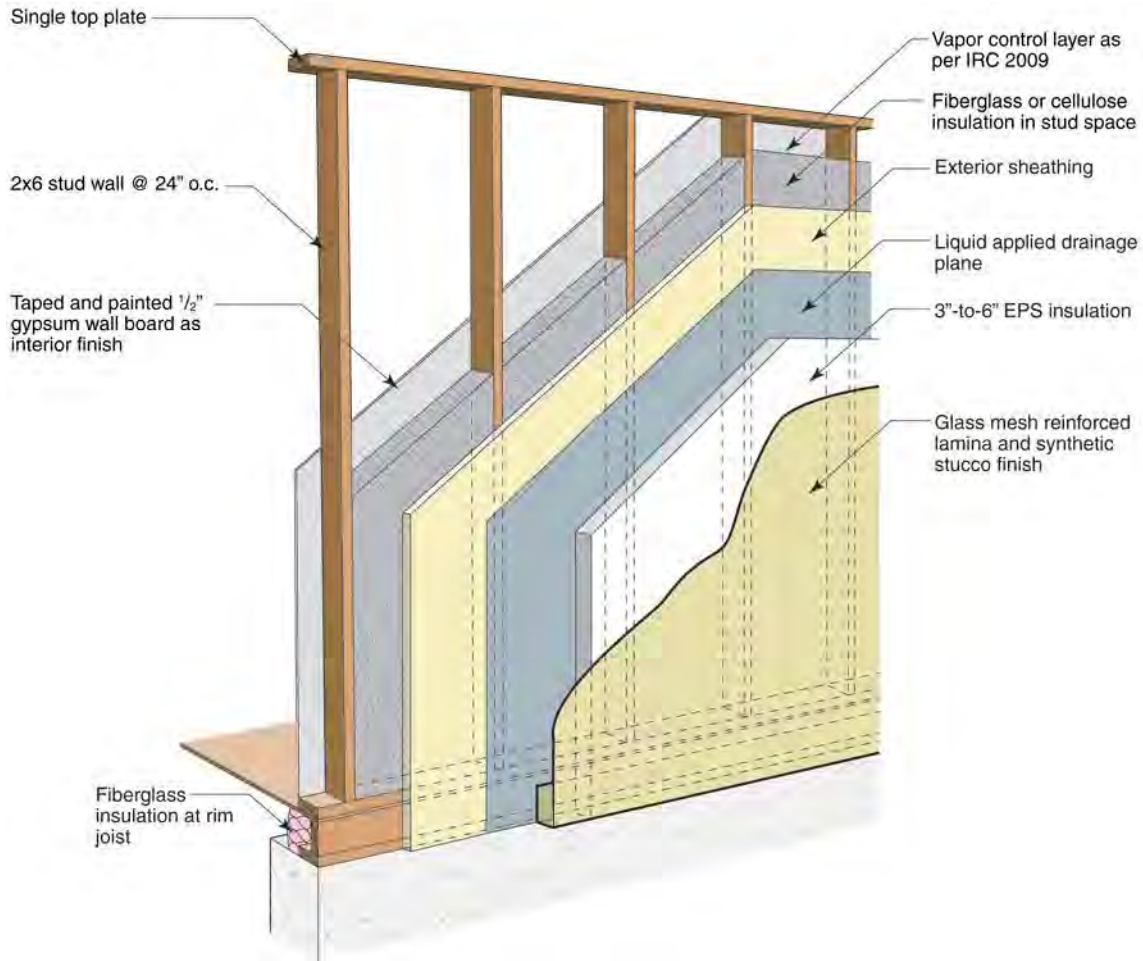 Single top plate
2x6 stud wall @ 24” o.c.
Taped and painted 1/2”
gypsum wall board as
interior finish
Fiberglass
insulation at rim
joist
Vapor control layer as
per IRC 2009
Fiberglass or cellulose
insulation in stud space
Exterior sheathing
Liquid applied drainage
plane
3”-to-6” EPS insulation
Glass mesh reinforced
lamina and synthetic
stucco finish